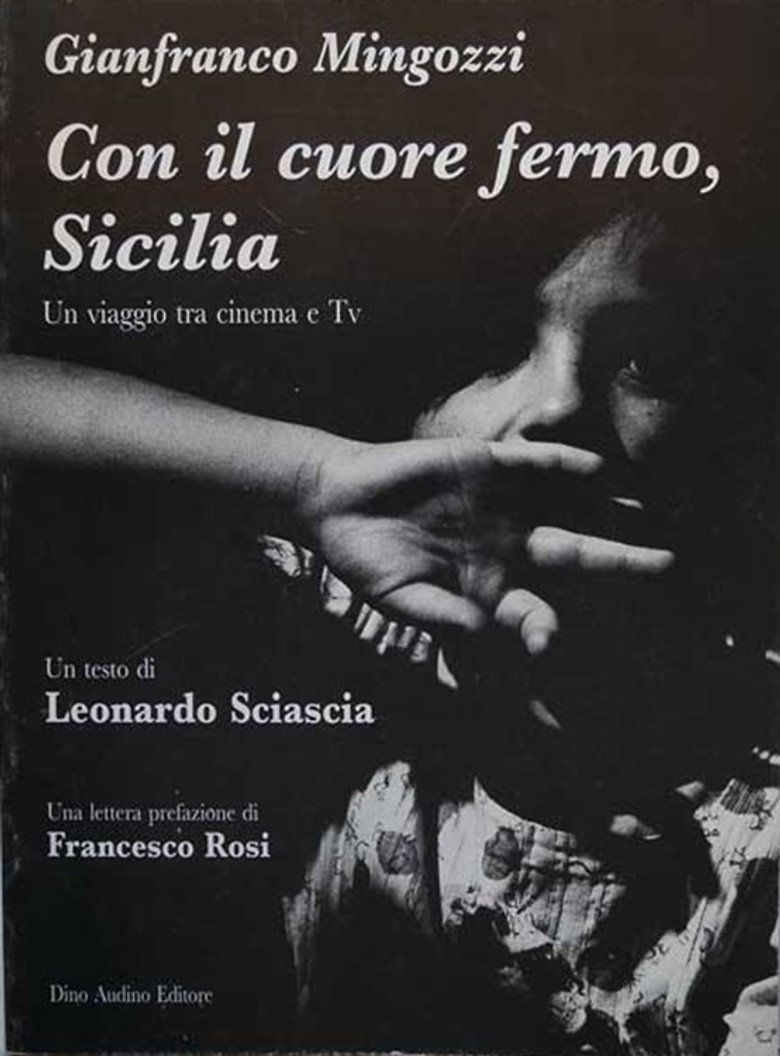 Gianfranco Mingozzi
Con il cuore fermo,
Sicilia
Un viaggio tra cinema e Tv
Un testo di
Leonardo Sciascia
Una lettera prefazione di
Francesco Rosi
Dino Audino Editore